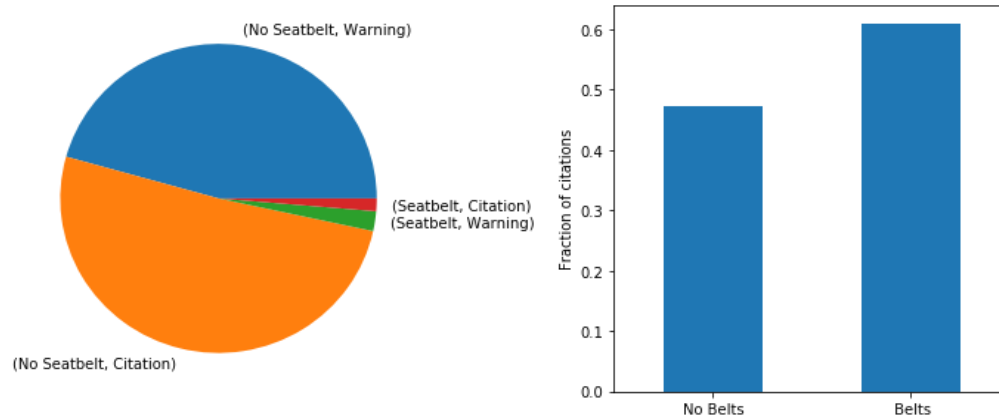 (No Seatbelt, Warning)
(Seatbelt, Citation)
(Seatbelt, Warning)
(No Seatbelt, Citation)
Fraction of citations
0.6
0.5
0.4
0.3
0.2
0.1
0.0
No Belts
Belts